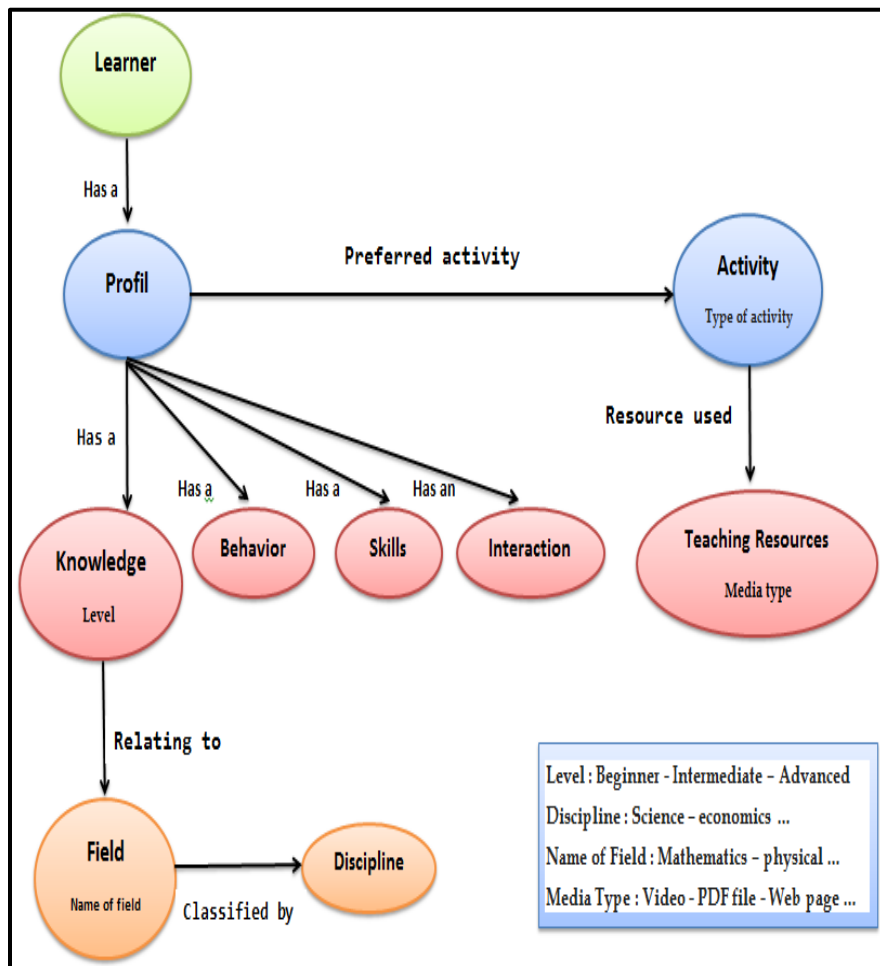 Learner
Has a
Preferred activity
Profil
Activity
Type of activity
Resource used
Has a
Has a
Has a
Has an
Knowledge
Level
Behavior
Skills
Interaction
Teaching Resources
Media type
Relating to
Field
Name of field
Classified by
Discipline
Level : Beginner - Intermediate – Advanced
Discipline : Science – economics ...
Name of Field : Mathematics – physical ...
Media Type : Video - PDF file - Web page ...